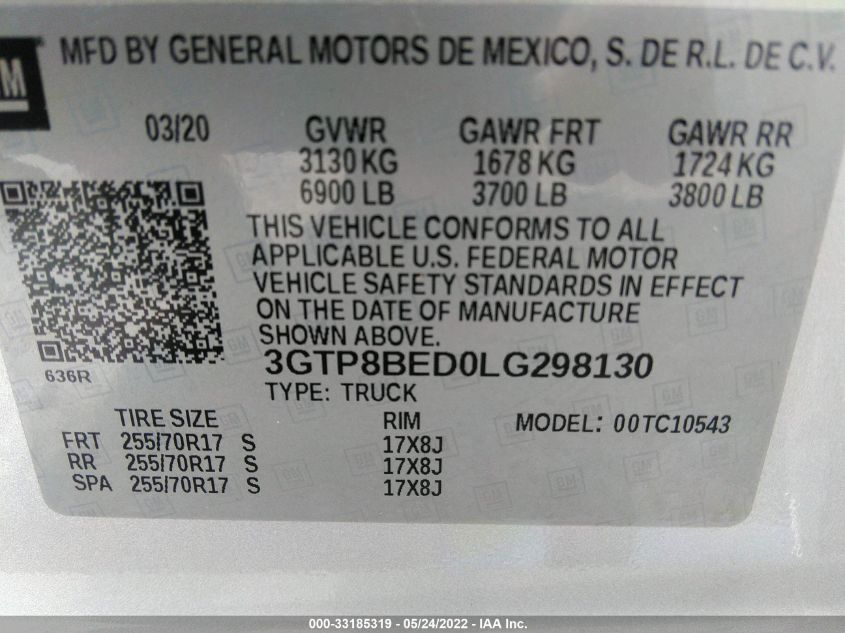 GM MFD BY GENERAL MOTORS DE MEXICO, S. DE R.L. DE C.V.
03/20 GVWR GAWR FRT GAWR RR
3130 KG 1678 KG 1724 KG
6900 LB 3700 LB 3800 LB
THIS VEHICLE CONFORMS TO ALL
APPLICABLE U.S. FEDERAL MOTOR
VEHICLE SAFETY STANDARDS IN EFFECT
ON THE DATE OF MANUFACTURE
SHOWN ABOVE.
3GTP8BED0LG298130
636R
TYPE: TRUCK
TIRE SIZE RIM MODEL: 00TC10543
FRT 255/70R17 S 17X8J
RR 255/70R17 S 17X8J
SPA 255/70R17 S 17X8J
000-33185319 - 05/24/2022 - IAA Inc.